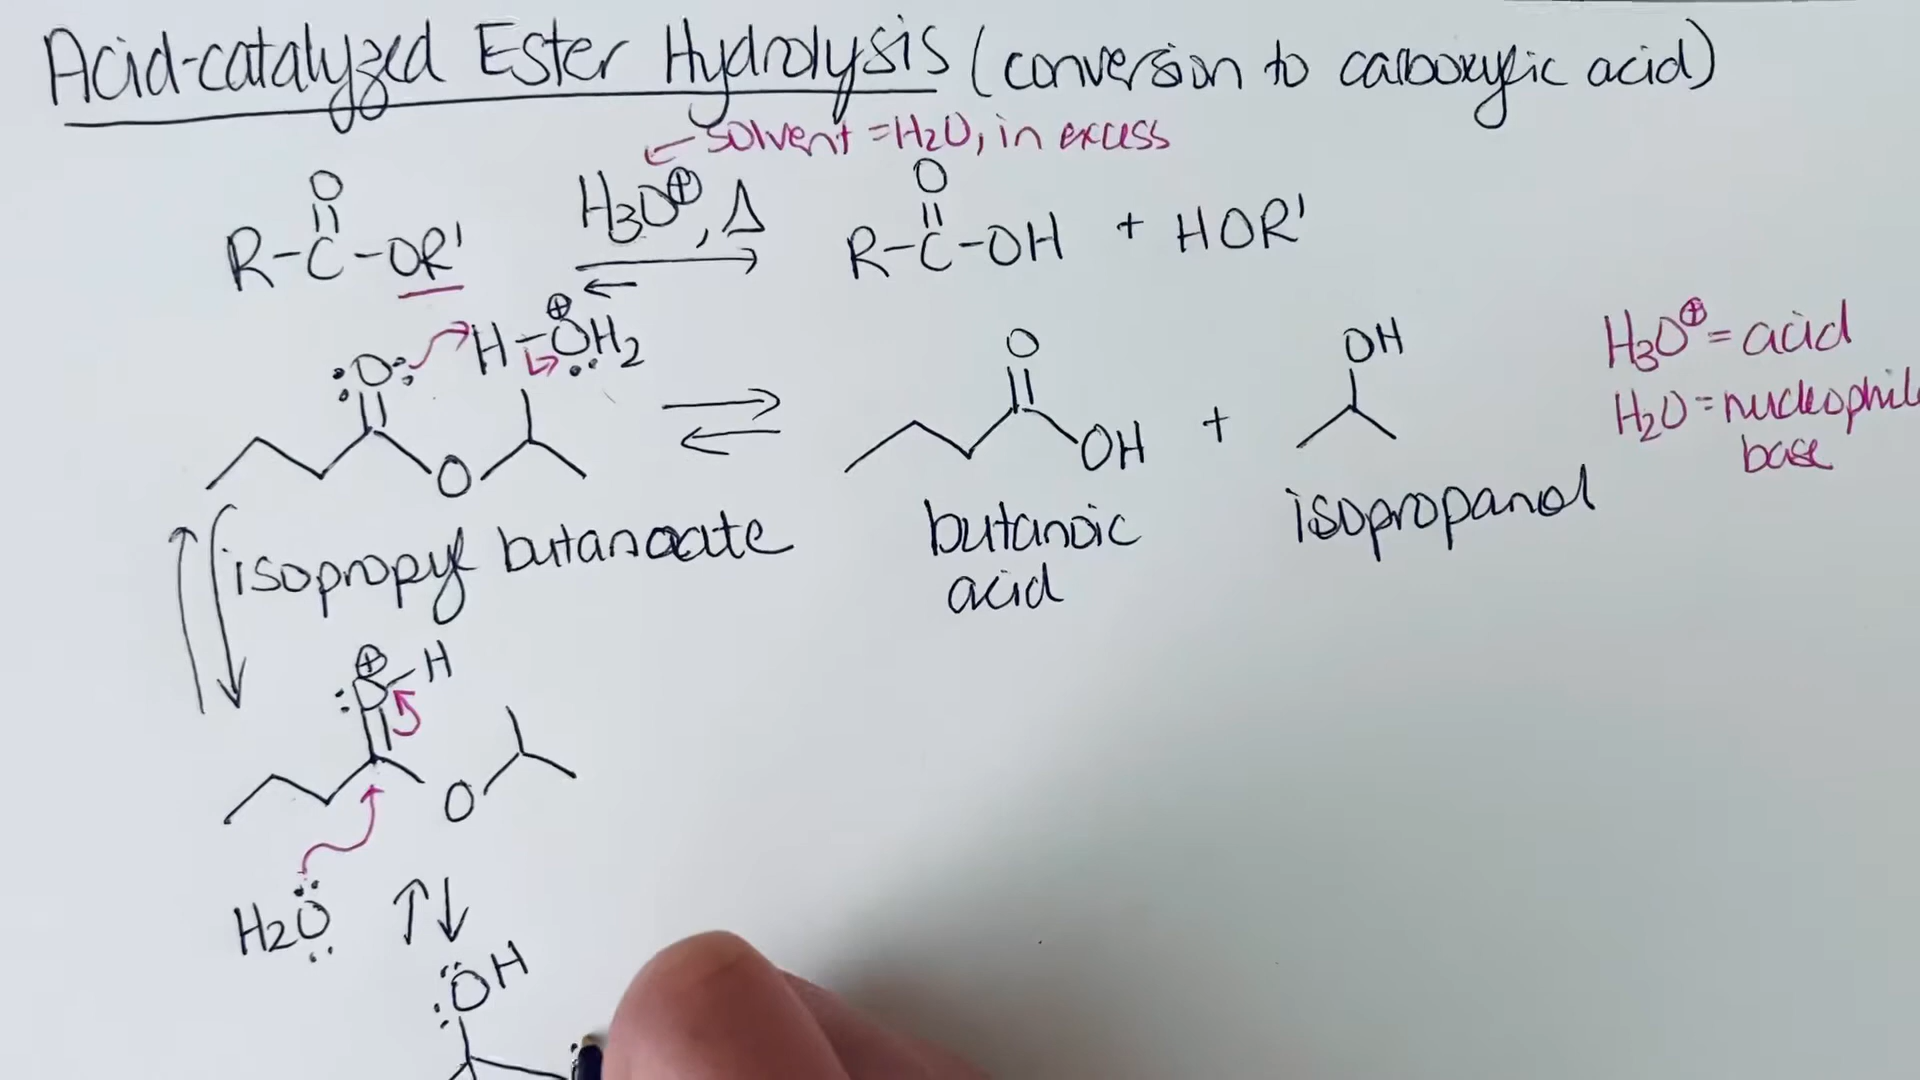 Acid-catalyzed Ester Hydrolysis (conversion to carboxylic acid)
solvent = H2O, in excess
O
R-C-OR'
H3O⊕, Δ
O
R-C-OH + HOR'
⊕
H-OH2
:O:
O
O
OH
+
OH
H3O⊕ = acid
H2O = nucleophile
base
isopropyl butanoate
butanoic
acid
isopropanol
⊕
:O-H
O
H2O
:OH